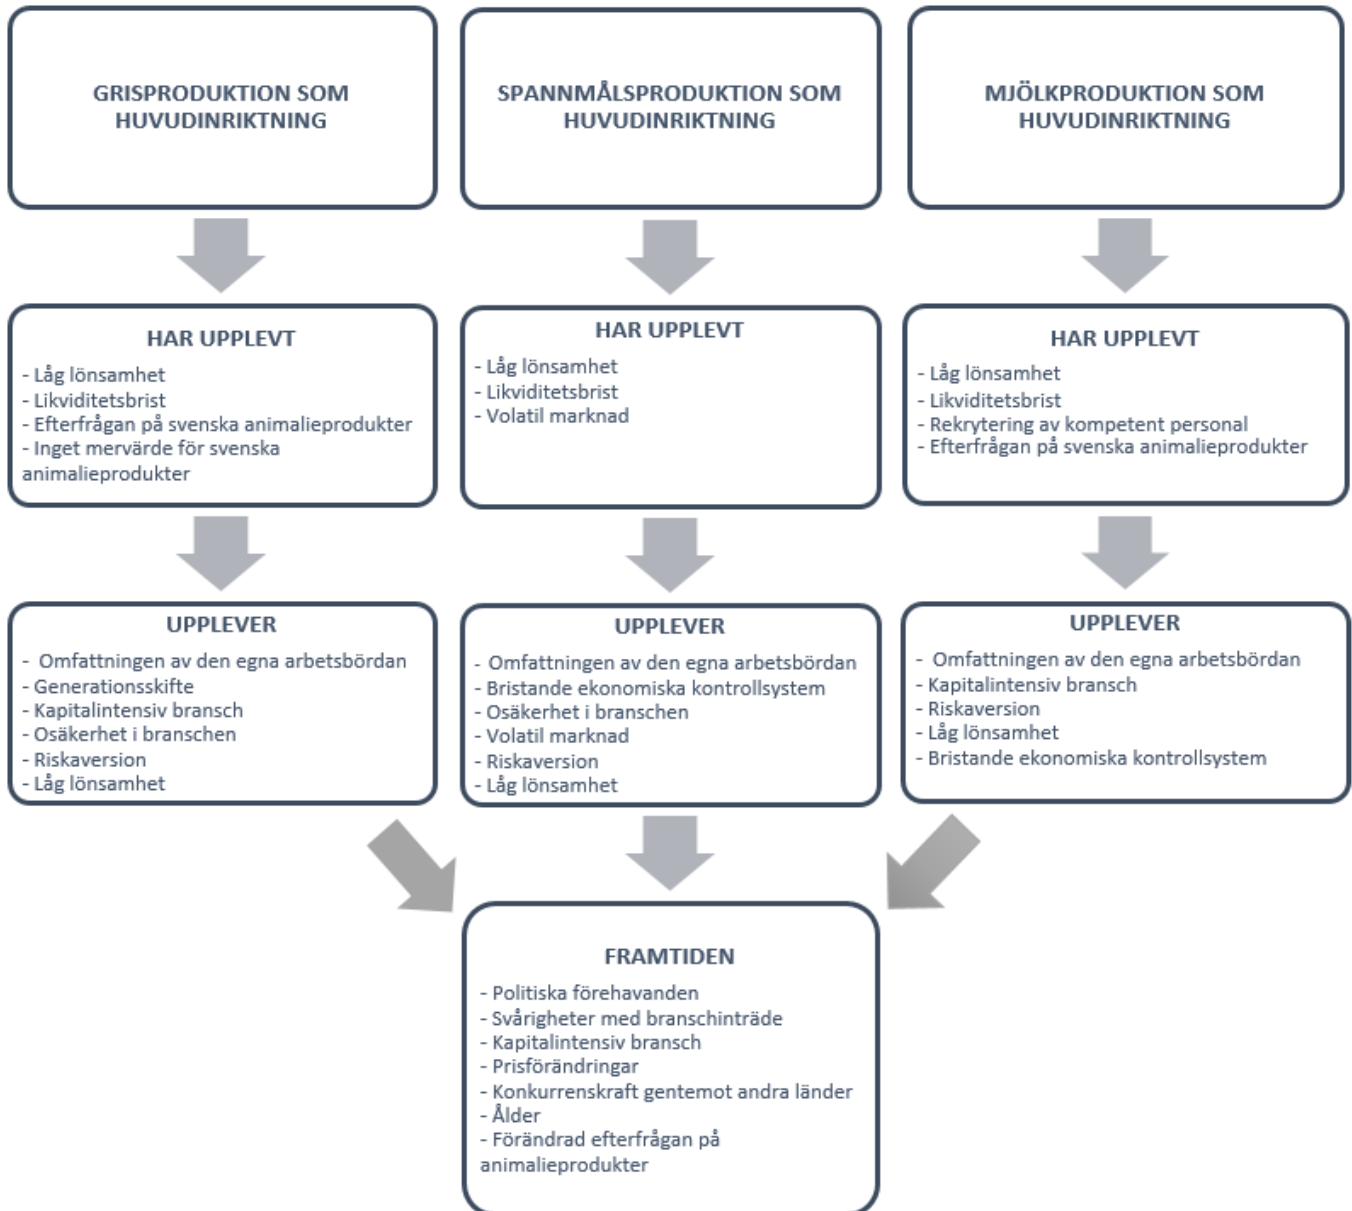 GRISPRODUKTION SOM
HUVUDINRIKTNING
SPANNMÅLSPRODUKTION SOM
HUVUDINRIKTNING
MJÖLKPRODUKTION SOM
HUVUDINRIKTNING
HAR UPPLEVT
- Låg lönsamhet
- Likviditetsbrist
- Efterfrågan på svenska animalieprodukter
- Inget mervärde för svenska
animalieprodukter
HAR UPPLEVT
- Låg lönsamhet
- Likviditetsbrist
- Volatil marknad
HAR UPPLEVT
- Låg lönsamhet
- Likviditetsbrist
- Rekrytering av kompetent personal
- Efterfrågan på svenska animalieprodukter
UPPLEVER
- Omfattningen av den egna arbetsbördan
- Generationsskifte
- Kapitalintensiv bransch
- Osäkerhet i branschen
- Riskaversion
- Låg lönsamhet
UPPLEVER
- Omfattningen av den egna arbetsbördan
- Bristande ekonomiska kontrollsystem
- Osäkerhet i branschen
- Volatil marknad
- Riskaversion
- Låg lönsamhet
UPPLEVER
- Omfattningen av den egna arbetsbördan
- Kapitalintensiv bransch
- Riskaversion
- Låg lönsamhet
- Bristande ekonomiska kontrollsystem
FRAMTIDEN
- Politiska förehavanden
- Svårigheter med branschinträde
- Kapitalintensiv bransch
- Prisförändringar
- Konkurrenskraft gentemot andra länder
- Ålder
- Förändrad efterfrågan på
animalieprodukter